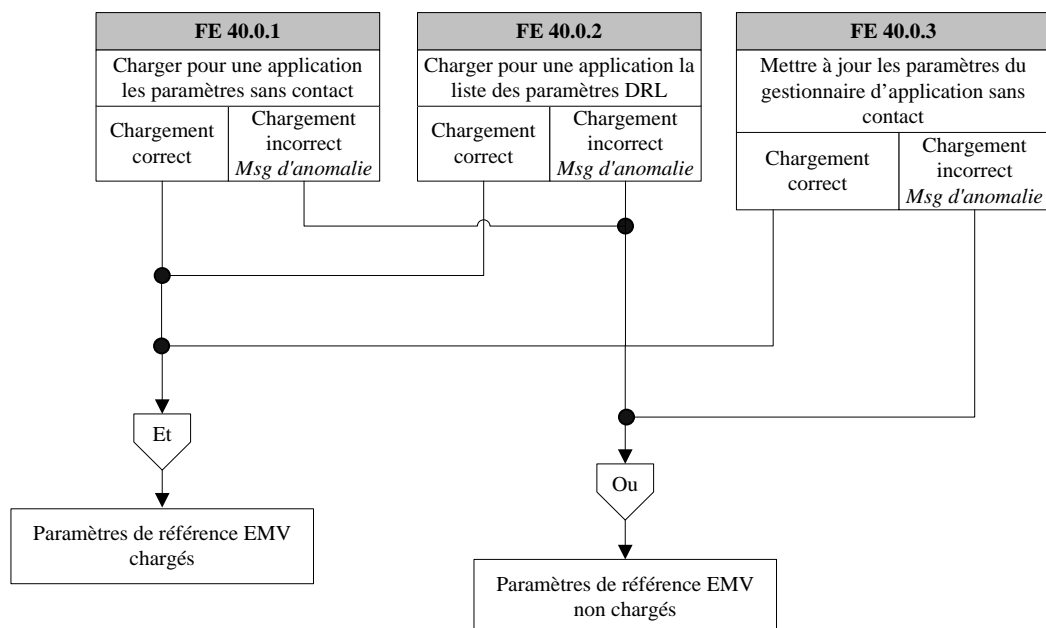 FE 40.0.1
Charger pour une application
les paramètres sans contact
Chargement
correct
Chargement
incorrect
Msg d'anomalie
FE 40.0.2
Charger pour une application la
liste des paramètres DRL
Chargement
correct
Chargement
incorrect
Msg d'anomalie
FE 40.0.3
Mettre à jour les paramètres du
gestionnaire d’application sans
contact
Chargement
correct
Chargement
incorrect
Msg d'anomalie
Et
Ou
Paramètres de référence EMV
chargés
Paramètres de référence EMV
non chargés